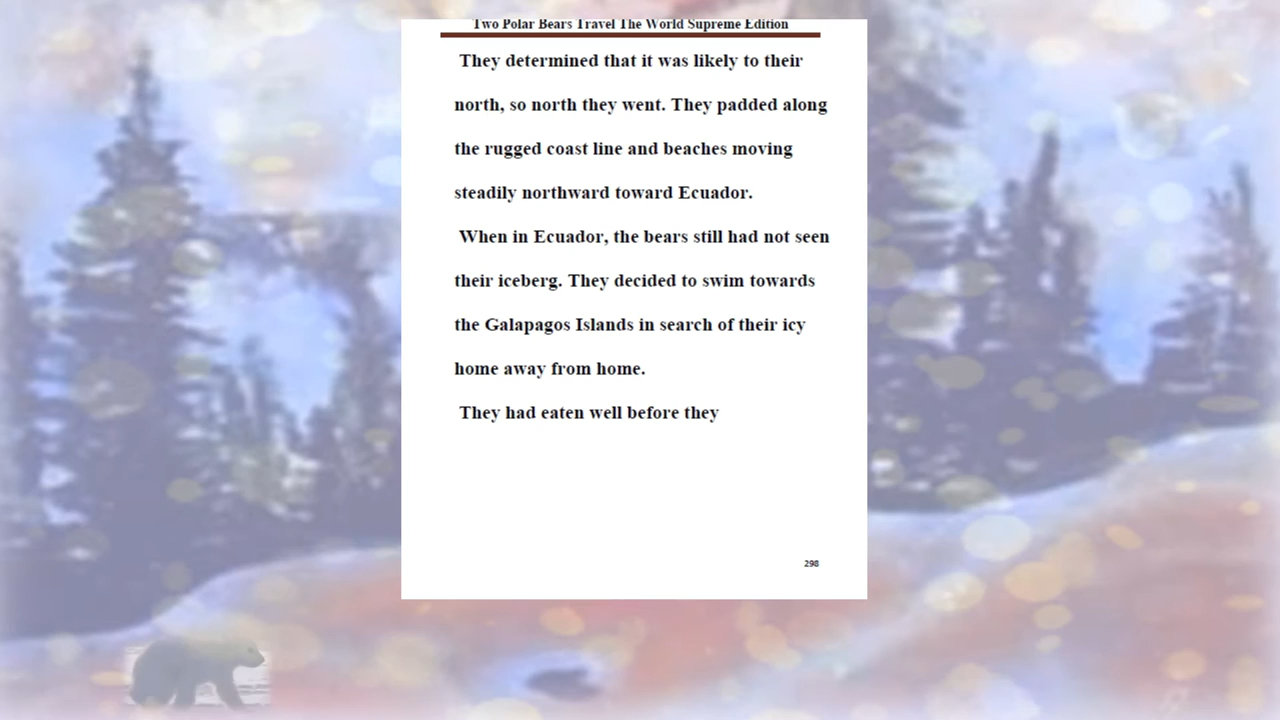 Two Polar Bears Travel The World Supreme Edition
They determined that it was likely to their
north, so north they went. They padded along
the rugged coast line and beaches moving
steadily northward toward Ecuador.
When in Ecuador, the bears still had not seen
their iceberg. They decided to swim towards
the Galapagos Islands in search of their icy
home away from home.
They had eaten well before they
298